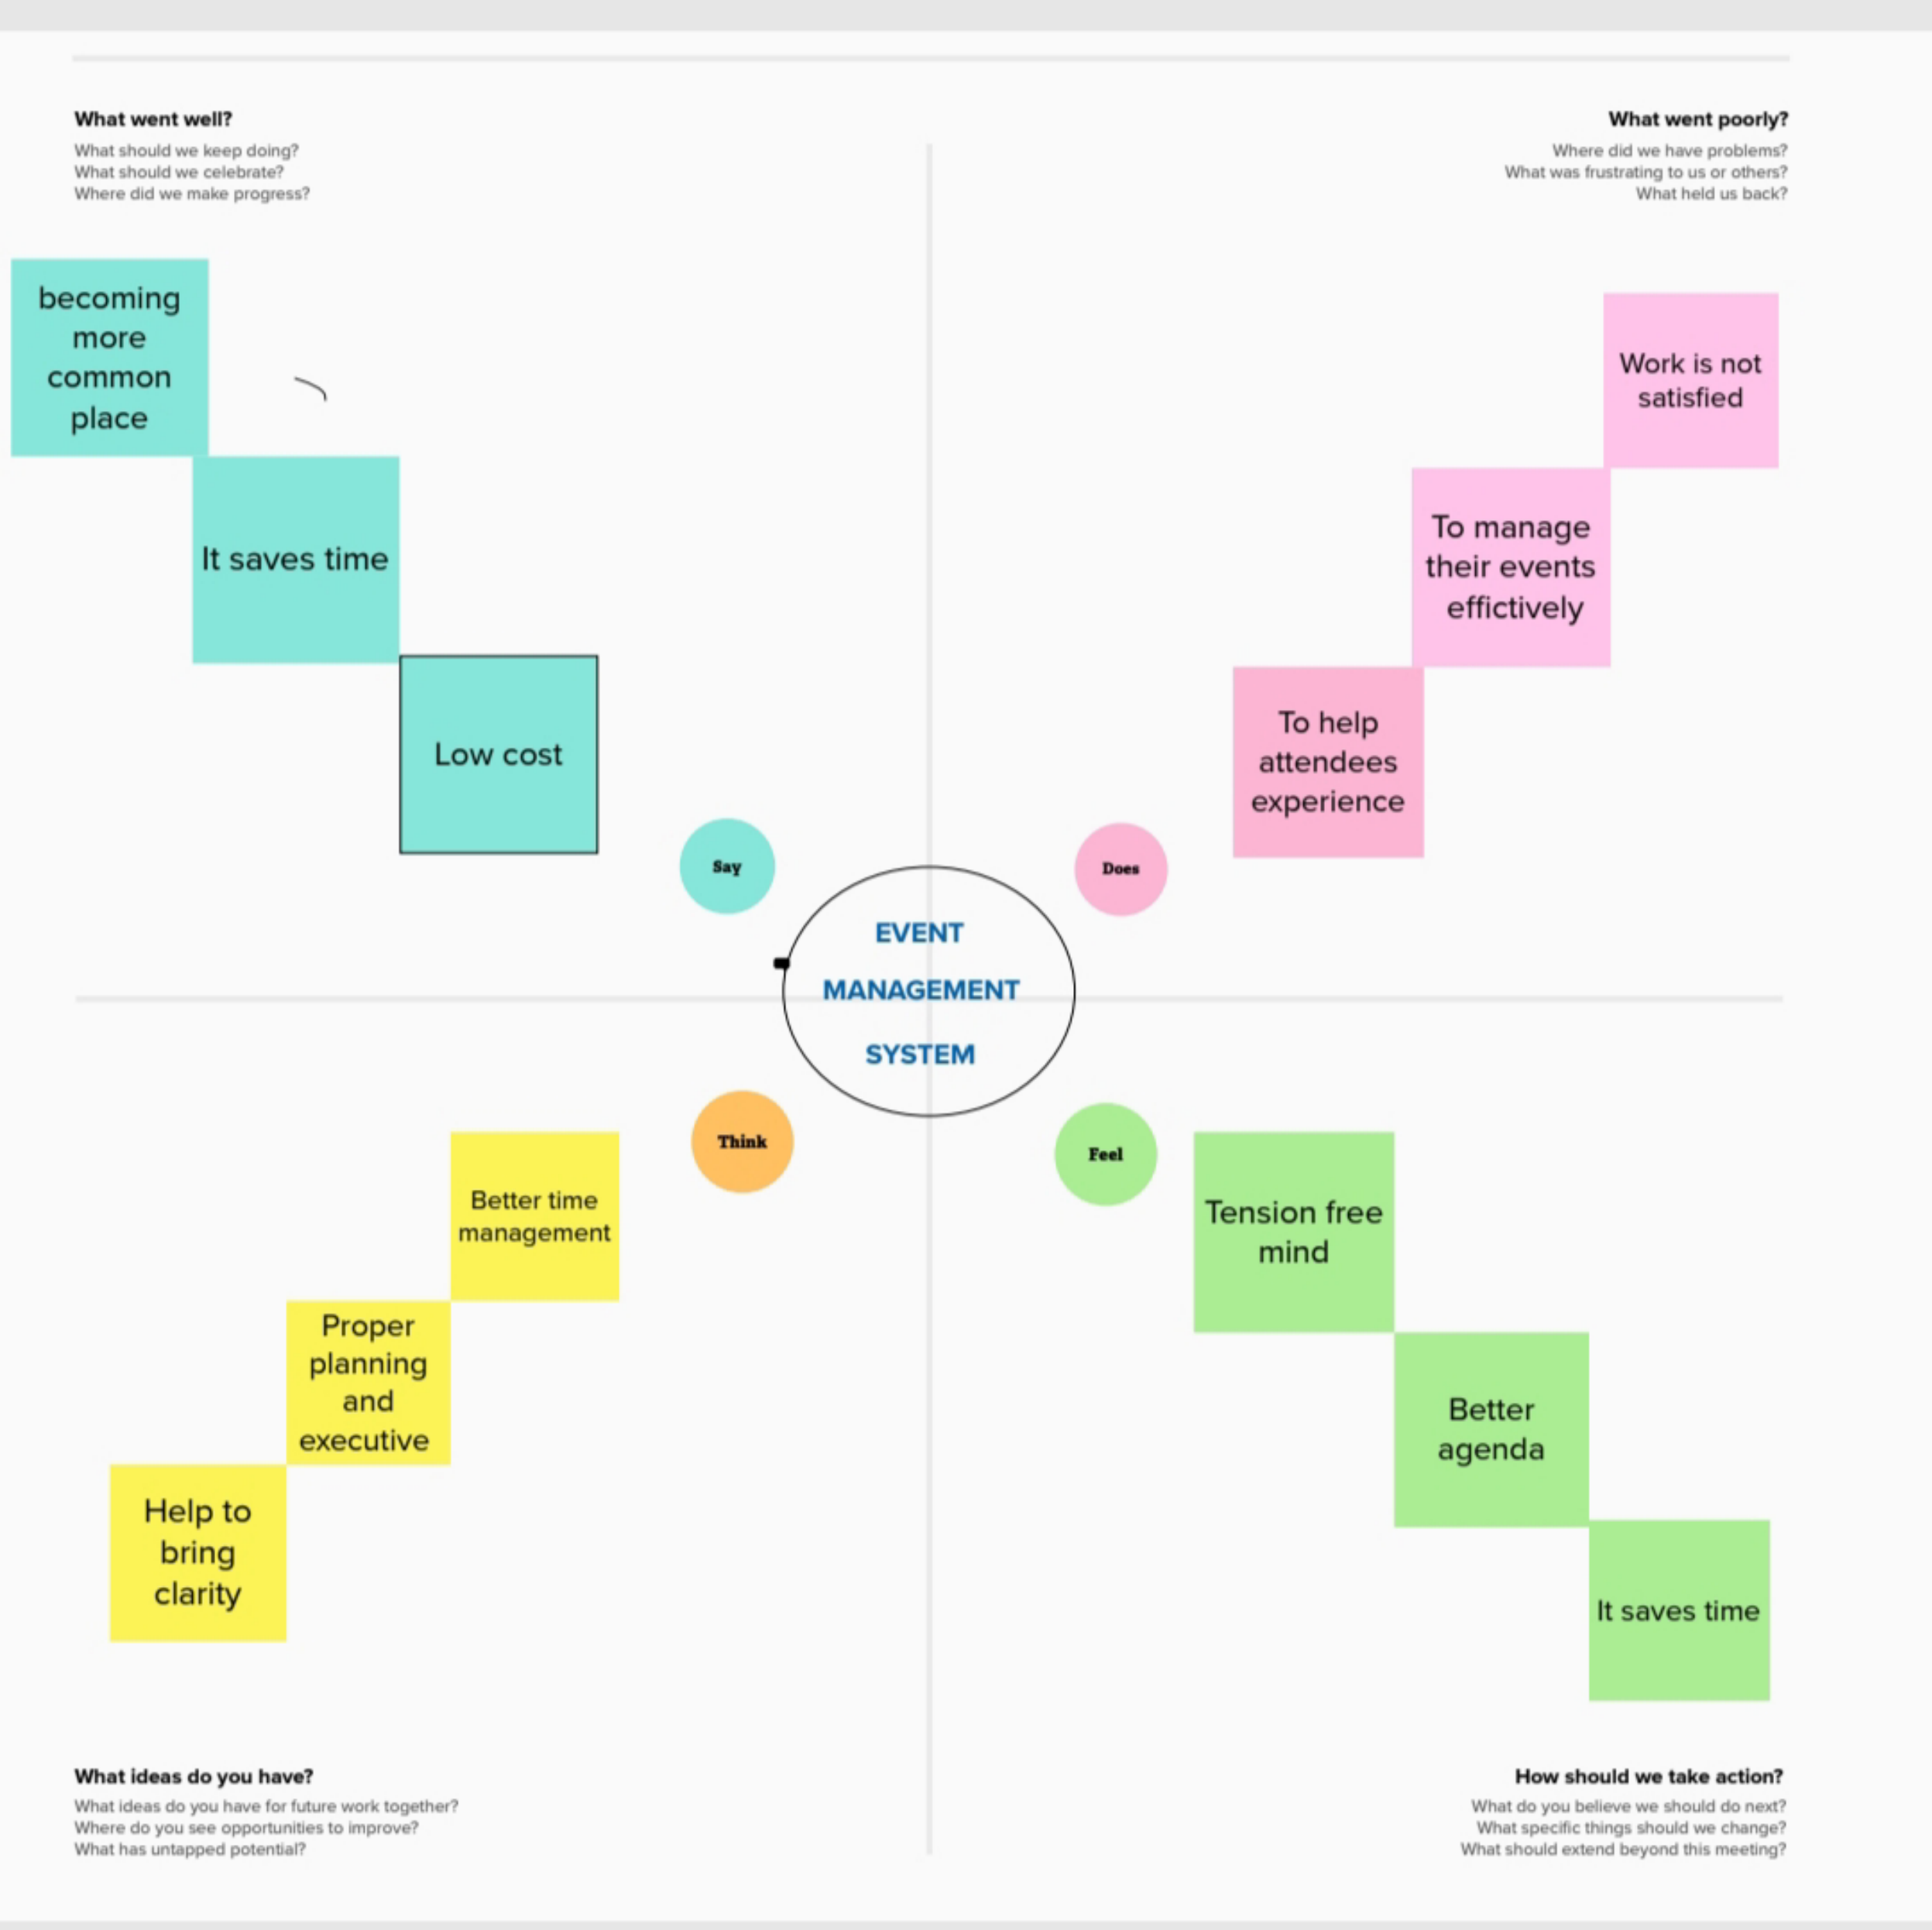 What went well?
What should we keep doing?
What should we celebrate?
Where did we make progress?
What went poorly?
Where did we have problems?
What was frustrating to us or others?
What held us back?
becoming
more
common
place
It saves time
Low cost
Say
Work is not
satisfied
To manage
their events
effictively
To help
attendees
experience
Does
EVENT
MANAGEMENT
SYSTEM
Think
Better time
management
Proper
planning
and
executive
Help to
bring
clarity
Feel
Tension free
mind
Better
agenda
It saves time
What ideas do you have?
What ideas do you have for future work together?
Where do you see opportunities to improve?
What has untapped potential?
How should we take action?
What do you believe we should do next?
What specific things should we change?
What should extend beyond this meeting?